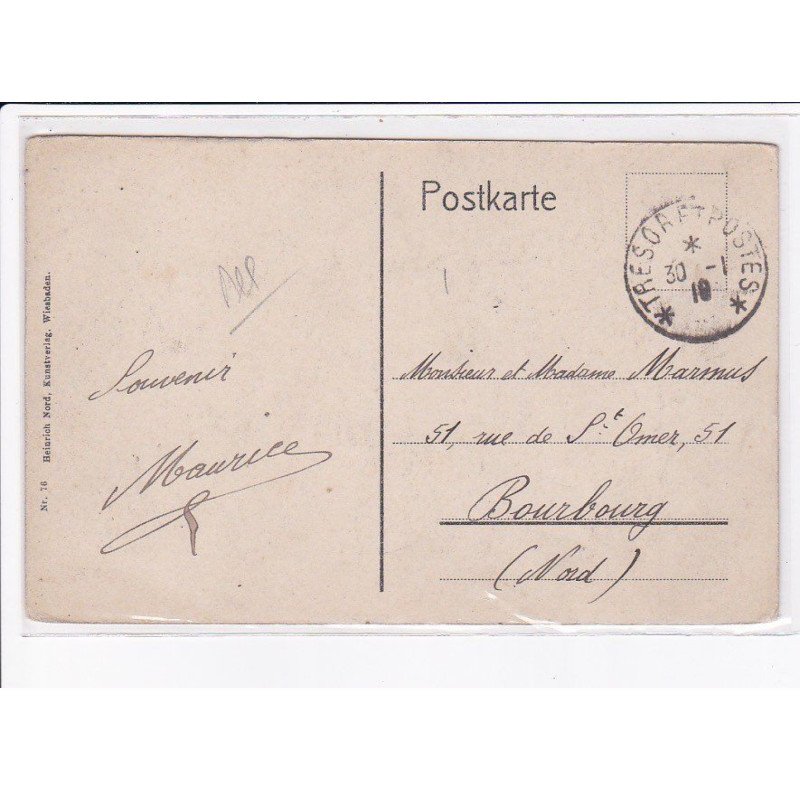 Nr. 76 Heinrich Nord, Kunstverlag, Wiesbaden.
Souvenir
Maurice
Postkarte
* TRESOR ET POSTES *
*
30 -1
19
Monsieur et Madame Marmus
51, rue de St Omer, 51
Bourbourg
(Nord)